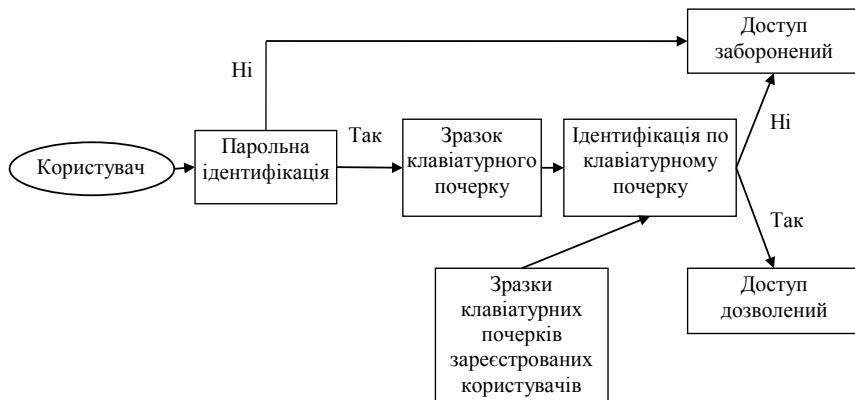 Доступ
заборонений
Ні
Користувач
Парольна
ідентифікація
Так
Зразок
клавіатурного
почерку
Ідентифікація по
клавіатурному
почерку
Ні
Так
Зразки
клавіатурних
почерків
зареєстрованих
користувачів
Доступ
дозволений